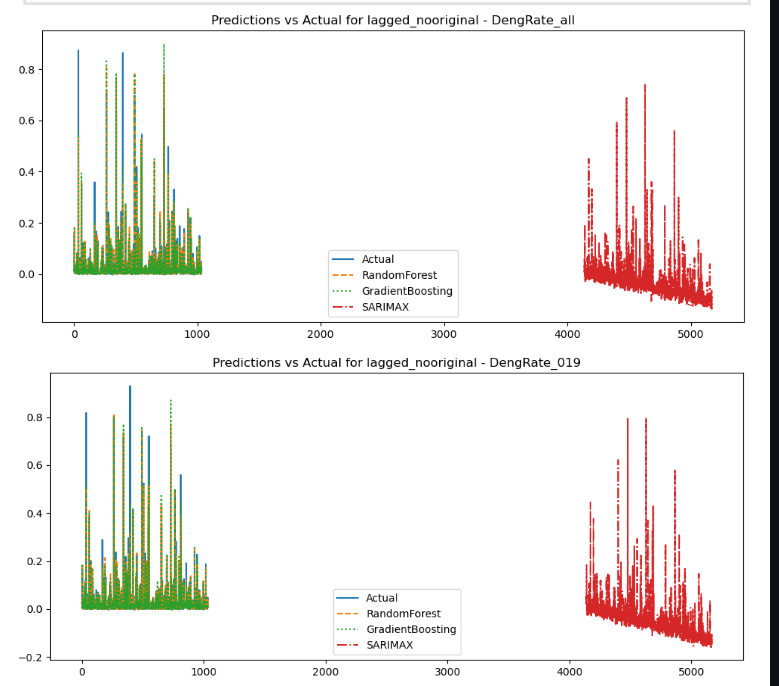 Predictions vs Actual for lagged_nooriginal - DengRate_all
0.8
0.6
0.4
0.2
0.0
Actual
RandomForest
GradientBoosting
SARIMAX
0 1000 2000 3000 4000 5000
Predictions vs Actual for lagged_nooriginal - DengRate_019
0.8
0.6
0.4
0.2
0.0
−0.2
Actual
RandomForest
GradientBoosting
SARIMAX
0 1000 2000 3000 4000 5000